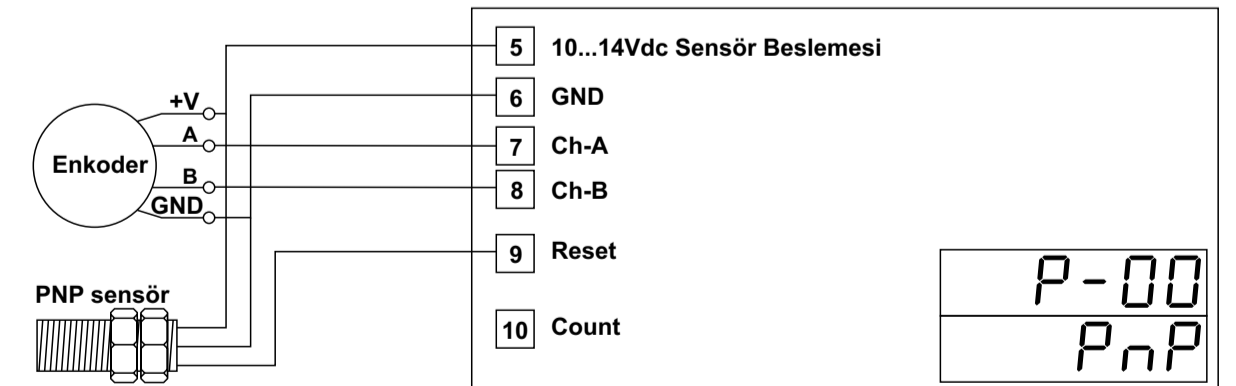 5 10...14Vdc Sensör Beslemesi
+V
6 GND
A
7 Ch-A
Enkoder
B
8 Ch-B
GND
9 Reset
PNP sensör
10 Count
P-00
PnP